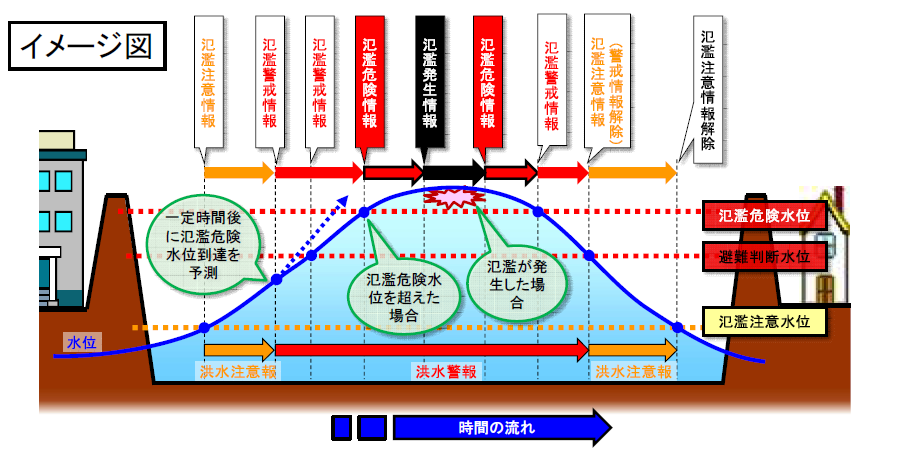 イメージ図
氾濫注意情報
氾濫警戒情報
氾濫警戒情報
氾濫危険情報
氾濫発生情報
氾濫危険情報
氾濫警戒情報
氾濫注意情報
(警戒情報解除)
氾濫注意情報解除
一定時間後
に氾濫危険
水位到達を
予測
氾濫危険水
位を超えた
場合
氾濫が発
生した場
合
氾濫危険水位
避難判断水位
氾濫注意水位
水位
洪水注意報
洪水警報
洪水注意報
時間の流れ